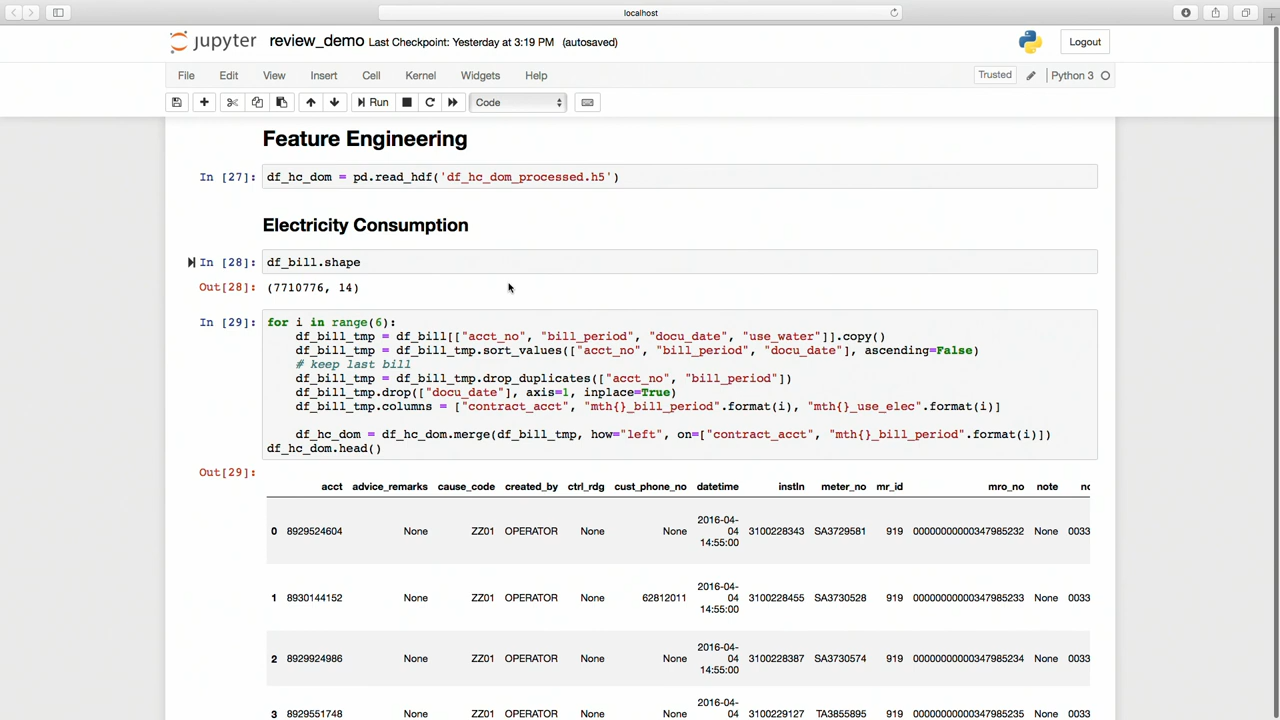 localhost
jupyter review_demo Last Checkpoint: Yesterday at 3:19 PM (autosaved)
Logout
File Edit View Insert Cell Kernel Widgets Help Trusted Python 3
Run Code
Feature Engineering
In [27]: df_hc_dom = pd.read_hdf('df_hc_dom_processed.h5')
Electricity Consumption
In [28]: df_bill.shape
Out[28]: (7710776, 14)
In [29]: for i in range(6):
df_bill_tmp = df_bill[["acct_no", "bill_period", "docu_date", "use_water"]].copy()
df_bill_tmp = df_bill_tmp.sort_values(["acct_no", "bill_period", "docu_date"], ascending=False)
# keep last bill
df_bill_tmp = df_bill_tmp.drop_duplicates(["acct_no", "bill_period"])
df_bill_tmp.drop(["docu_date"], axis=1, inplace=True)
df_bill_tmp.columns = ["contract_acct", "mth{}_bill_period".format(i), "mth{}_use_elec".format(i)]
df_hc_dom = df_hc_dom.merge(df_bill_tmp, how="left", on=["contract_acct", "mth{}_bill_period".format(i)])
df_hc_dom.head()
Out[29]:
acct advice_remarks cause_code created_by ctrl_rdg cust_phone_no datetime instln meter_no mr_id mro_no note
0 8929524604 None ZZ01 OPERATOR None None 2016-04-04 14:55:00 3100228343 SA3729581 919 00000000000347985232 None 0033
1 8930144152 None ZZ01 OPERATOR None 62812011 2016-04-04 14:55:00 3100228455 SA3730528 919 00000000000347985233 None 0033
2 8929924986 None ZZ01 OPERATOR None None 2016-04-04 14:55:00 3100228387 SA3730574 919 00000000000347985234 None 0033
3 8929551748 None ZZ01 OPERATOR None None 2016-04-04 3100229127 TA3855895 919 00000000000347985235 None 0033